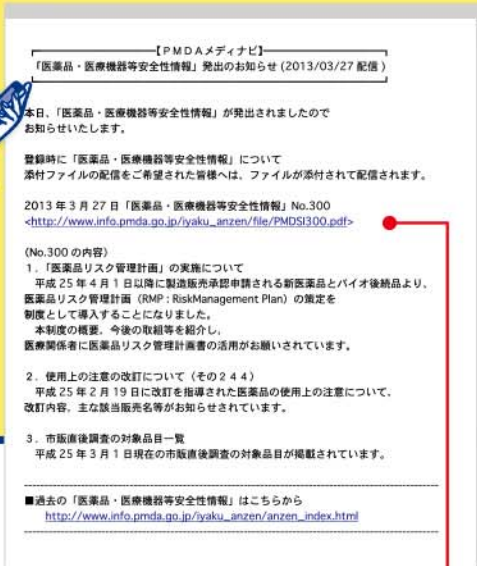 【PMDAメディナビ】
「医薬品・医療機器等安全性情報」発出のお知らせ (2013/03/27 配信 )
本日、「医薬品・医療機器等安全性情報」が発出されましたので
お知らせいたします。
登録時に「医薬品・医療機器等安全性情報」について
添付ファイルの配信をご希望された皆様へは、ファイルが添付されて配信されます。
2013 年 3 月 27 日「医薬品・医療機器等安全性情報」No.300
<http://www.info.pmda.go.jp/iyaku_anzen/file/PMDSI300.pdf>
(No.300 の内容)
1.「医薬品リスク管理計画」の実施について
平成 25 年 4 月 1 日以降に製造販売承認申請される新医薬品とバイオ後続品より、
医薬品リスク管理計画（RMP : RiskManagement Plan）の策定を
制度として導入することになりました。
本制度の概要、今後の取組等を紹介し、
医療関係者に医薬品リスク管理計画書の活用がお願いされています。
2．使用上の注意の改訂について（その２４４）
平成 25 年 2 月 19 日に改訂を指導された医薬品の使用上の注意について、
改訂内容、主な該当販売名等がお知らせされています。
3．市販直後調査の対象品目一覧
平成 25 年 3 月 1 日現在の市販直後調査の対象品目が掲載されています。
■過去の「医薬品・医療機器等安全性情報」はこちらから
http://www.info.pmda.go.jp/iyaku_anzen/anzen_index.html